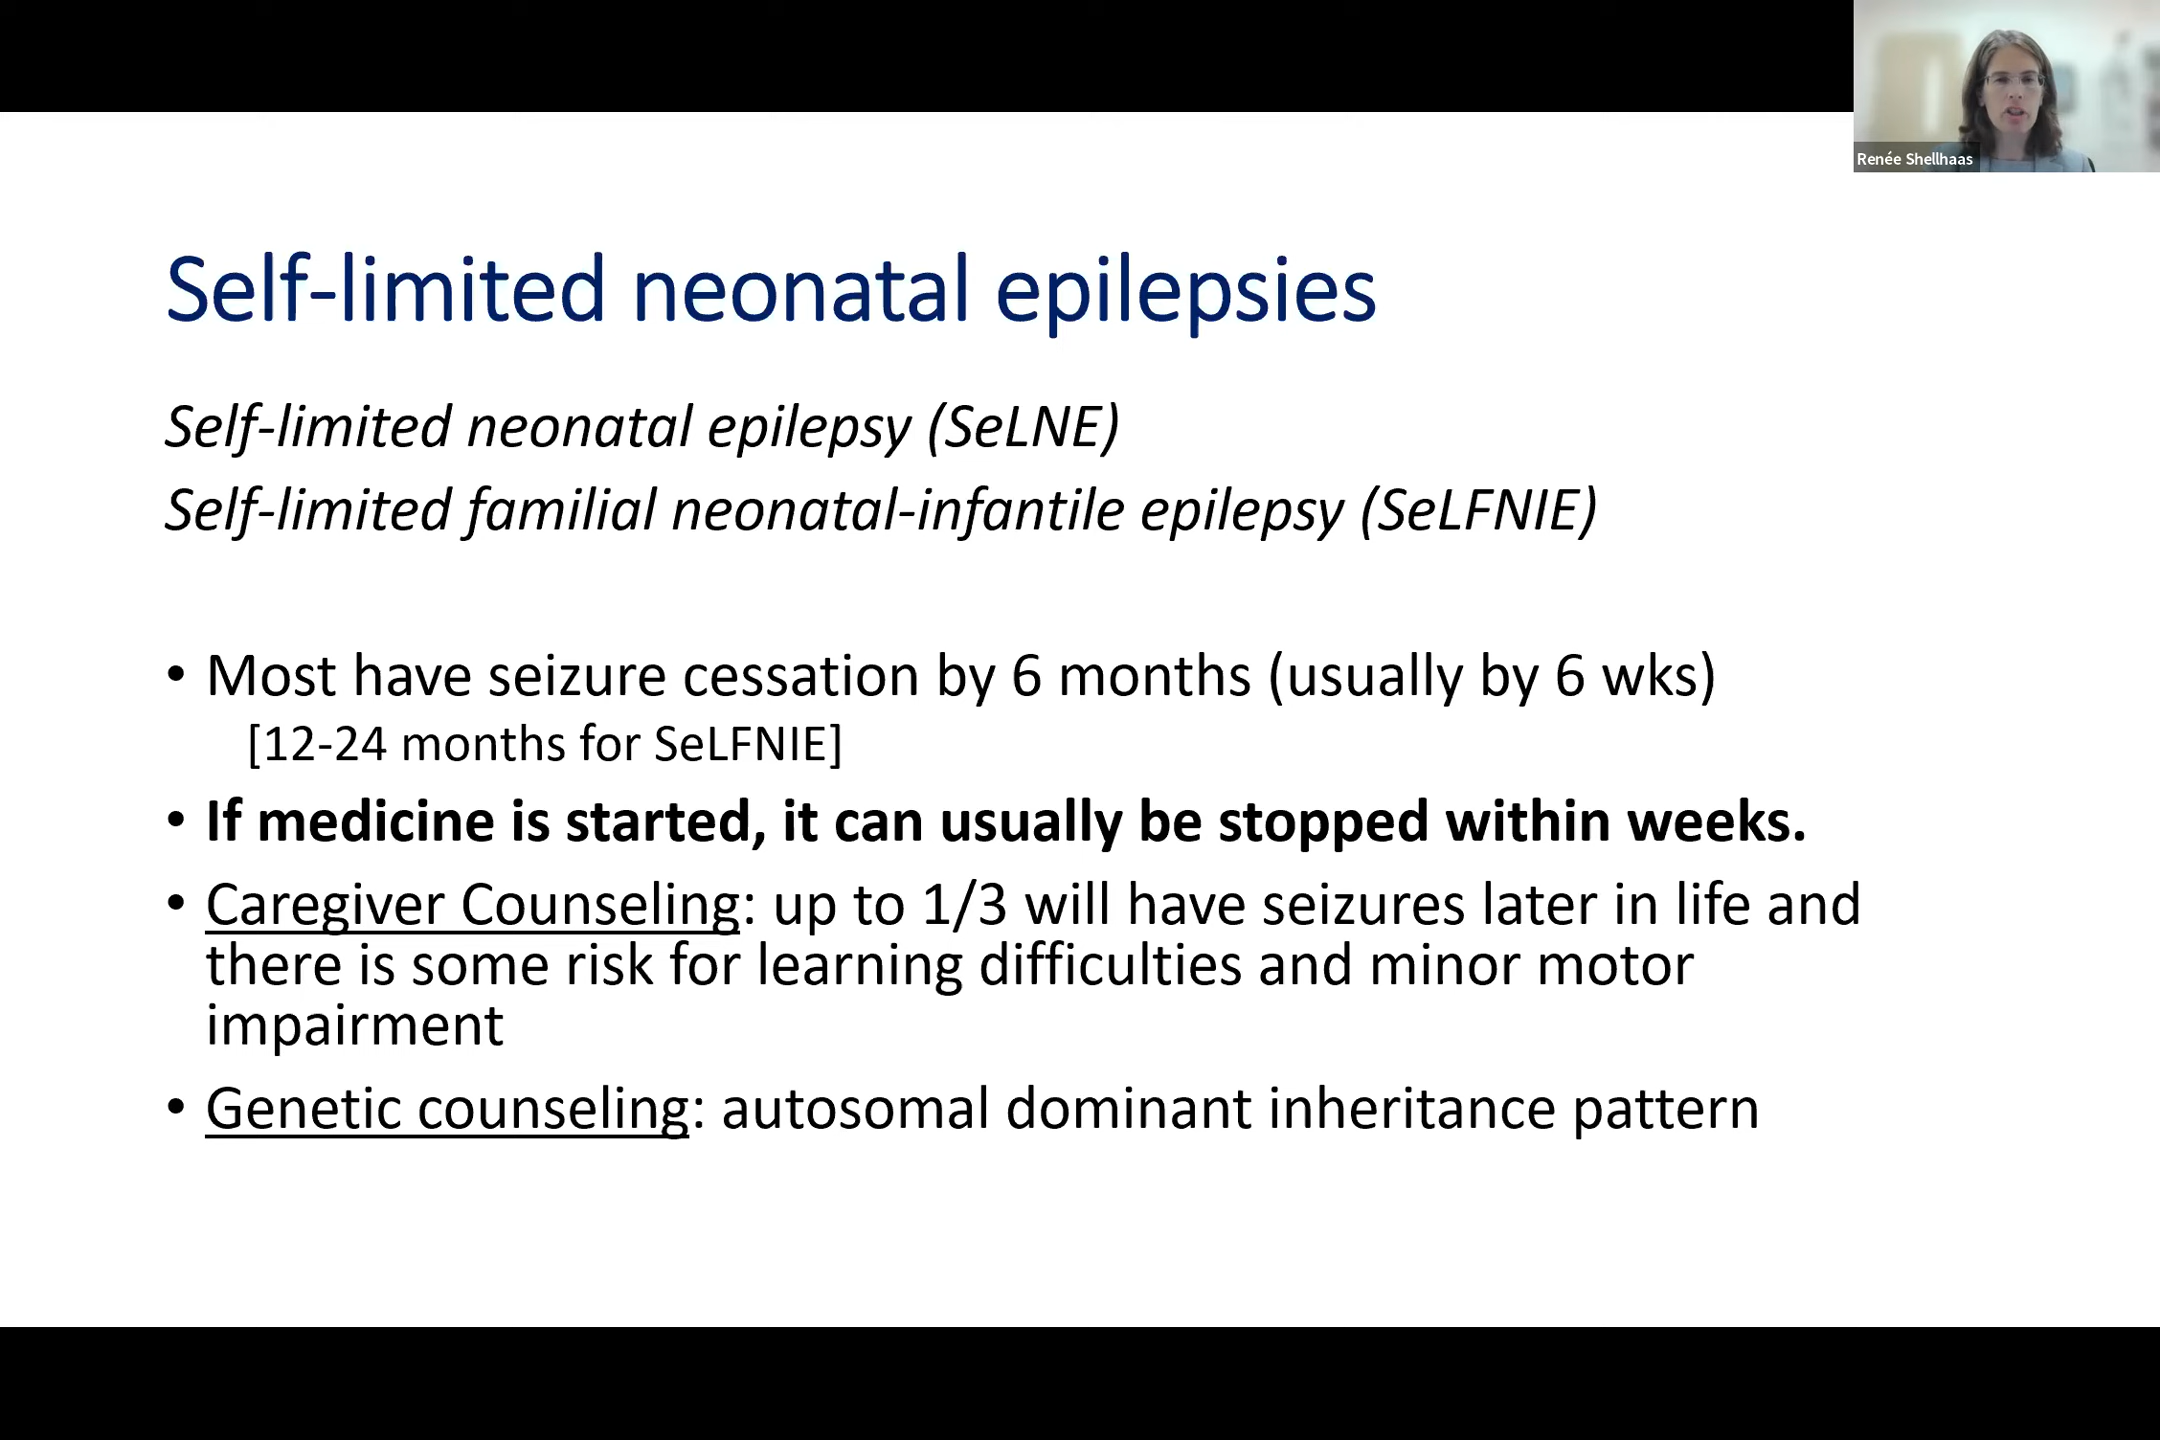 Renée Shellhaas
Self-limited neonatal epilepsies
Self-limited neonatal epilepsy (SeLNE)
Self-limited familial neonatal-infantile epilepsy (SeLFNIE)
• Most have seizure cessation by 6 months (usually by 6 wks)
[12-24 months for SeLFNIE]
• If medicine is started, it can usually be stopped within weeks.
• Caregiver Counseling: up to 1/3 will have seizures later in life and
there is some risk for learning difficulties and minor motor
impairment
• Genetic counseling: autosomal dominant inheritance pattern